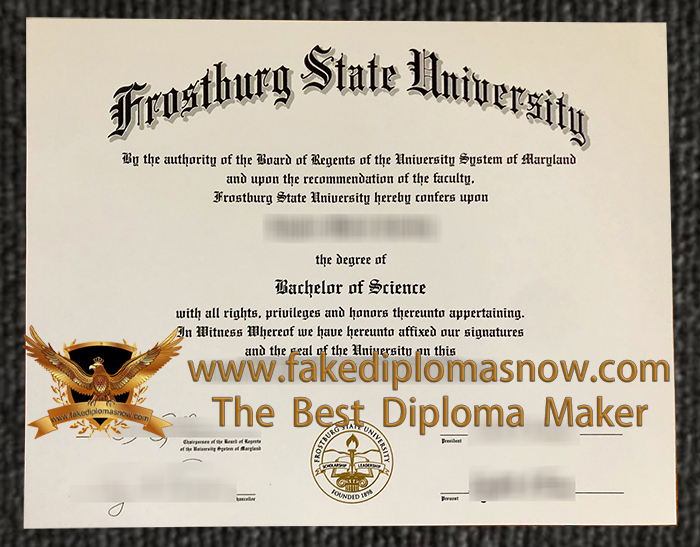 Frostburg State University
By the authority of the Board of Regents of the University System of Maryland
and upon the recommendation of the faculty,
Frostburg State University hereby confers upon
the degree of
Bachelor of Science
with all rights, privileges and honors thereunto appertaining.
In Witness Whereof we have hereunto affixed our signatures
and the seal of the University on this
www.fakediplomasnow.com
www.fakediplomasnow.com
The Best Diploma Maker
Chairperson of the Board of Regents
of the University System of Maryland
President
FROSTBURG STATE UNIVERSITY
SCHOLARSHIP LEADERSHIP
FOUNDED 1898